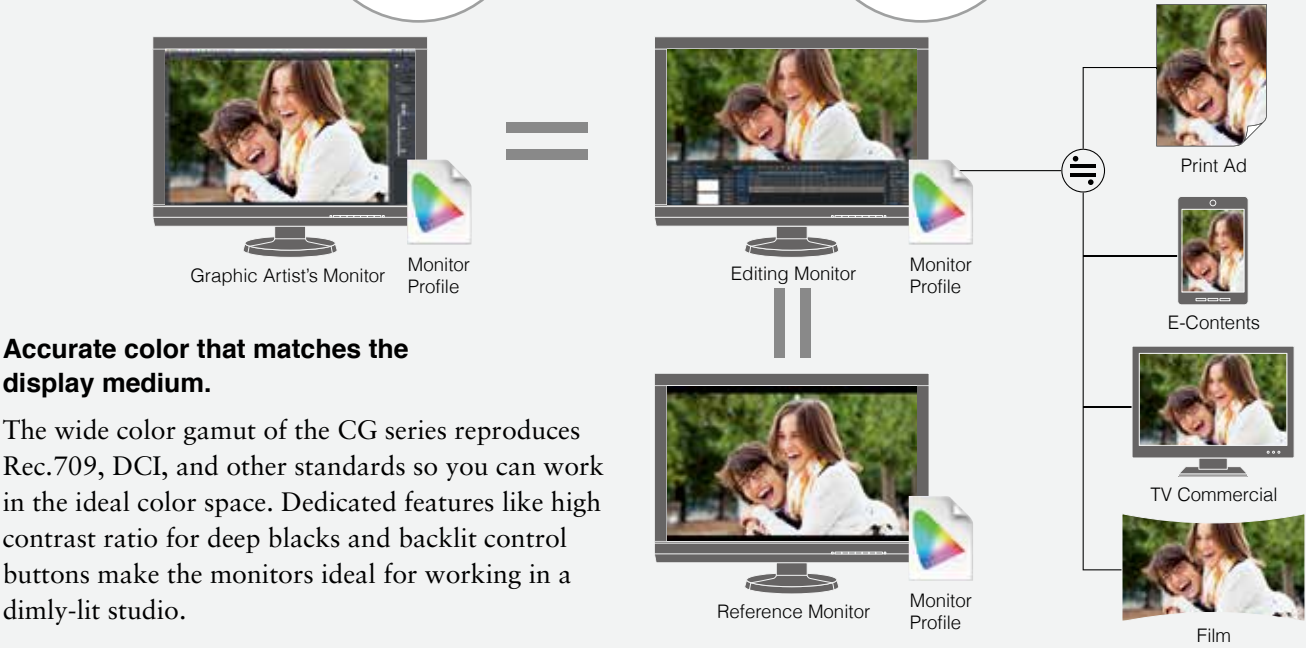 Graphic Artist's Monitor
Monitor
Profile
Editing Monitor
Monitor
Profile
Print Ad
E-Contents
TV Commercial
Film
Reference Monitor
Monitor
Profile
Accurate color that matches the
display medium.
The wide color gamut of the CG series reproduces
Rec.709, DCI, and other standards so you can work
in the ideal color space. Dedicated features like high
contrast ratio for deep blacks and backlit control
buttons make the monitors ideal for working in a
dimly-lit studio.